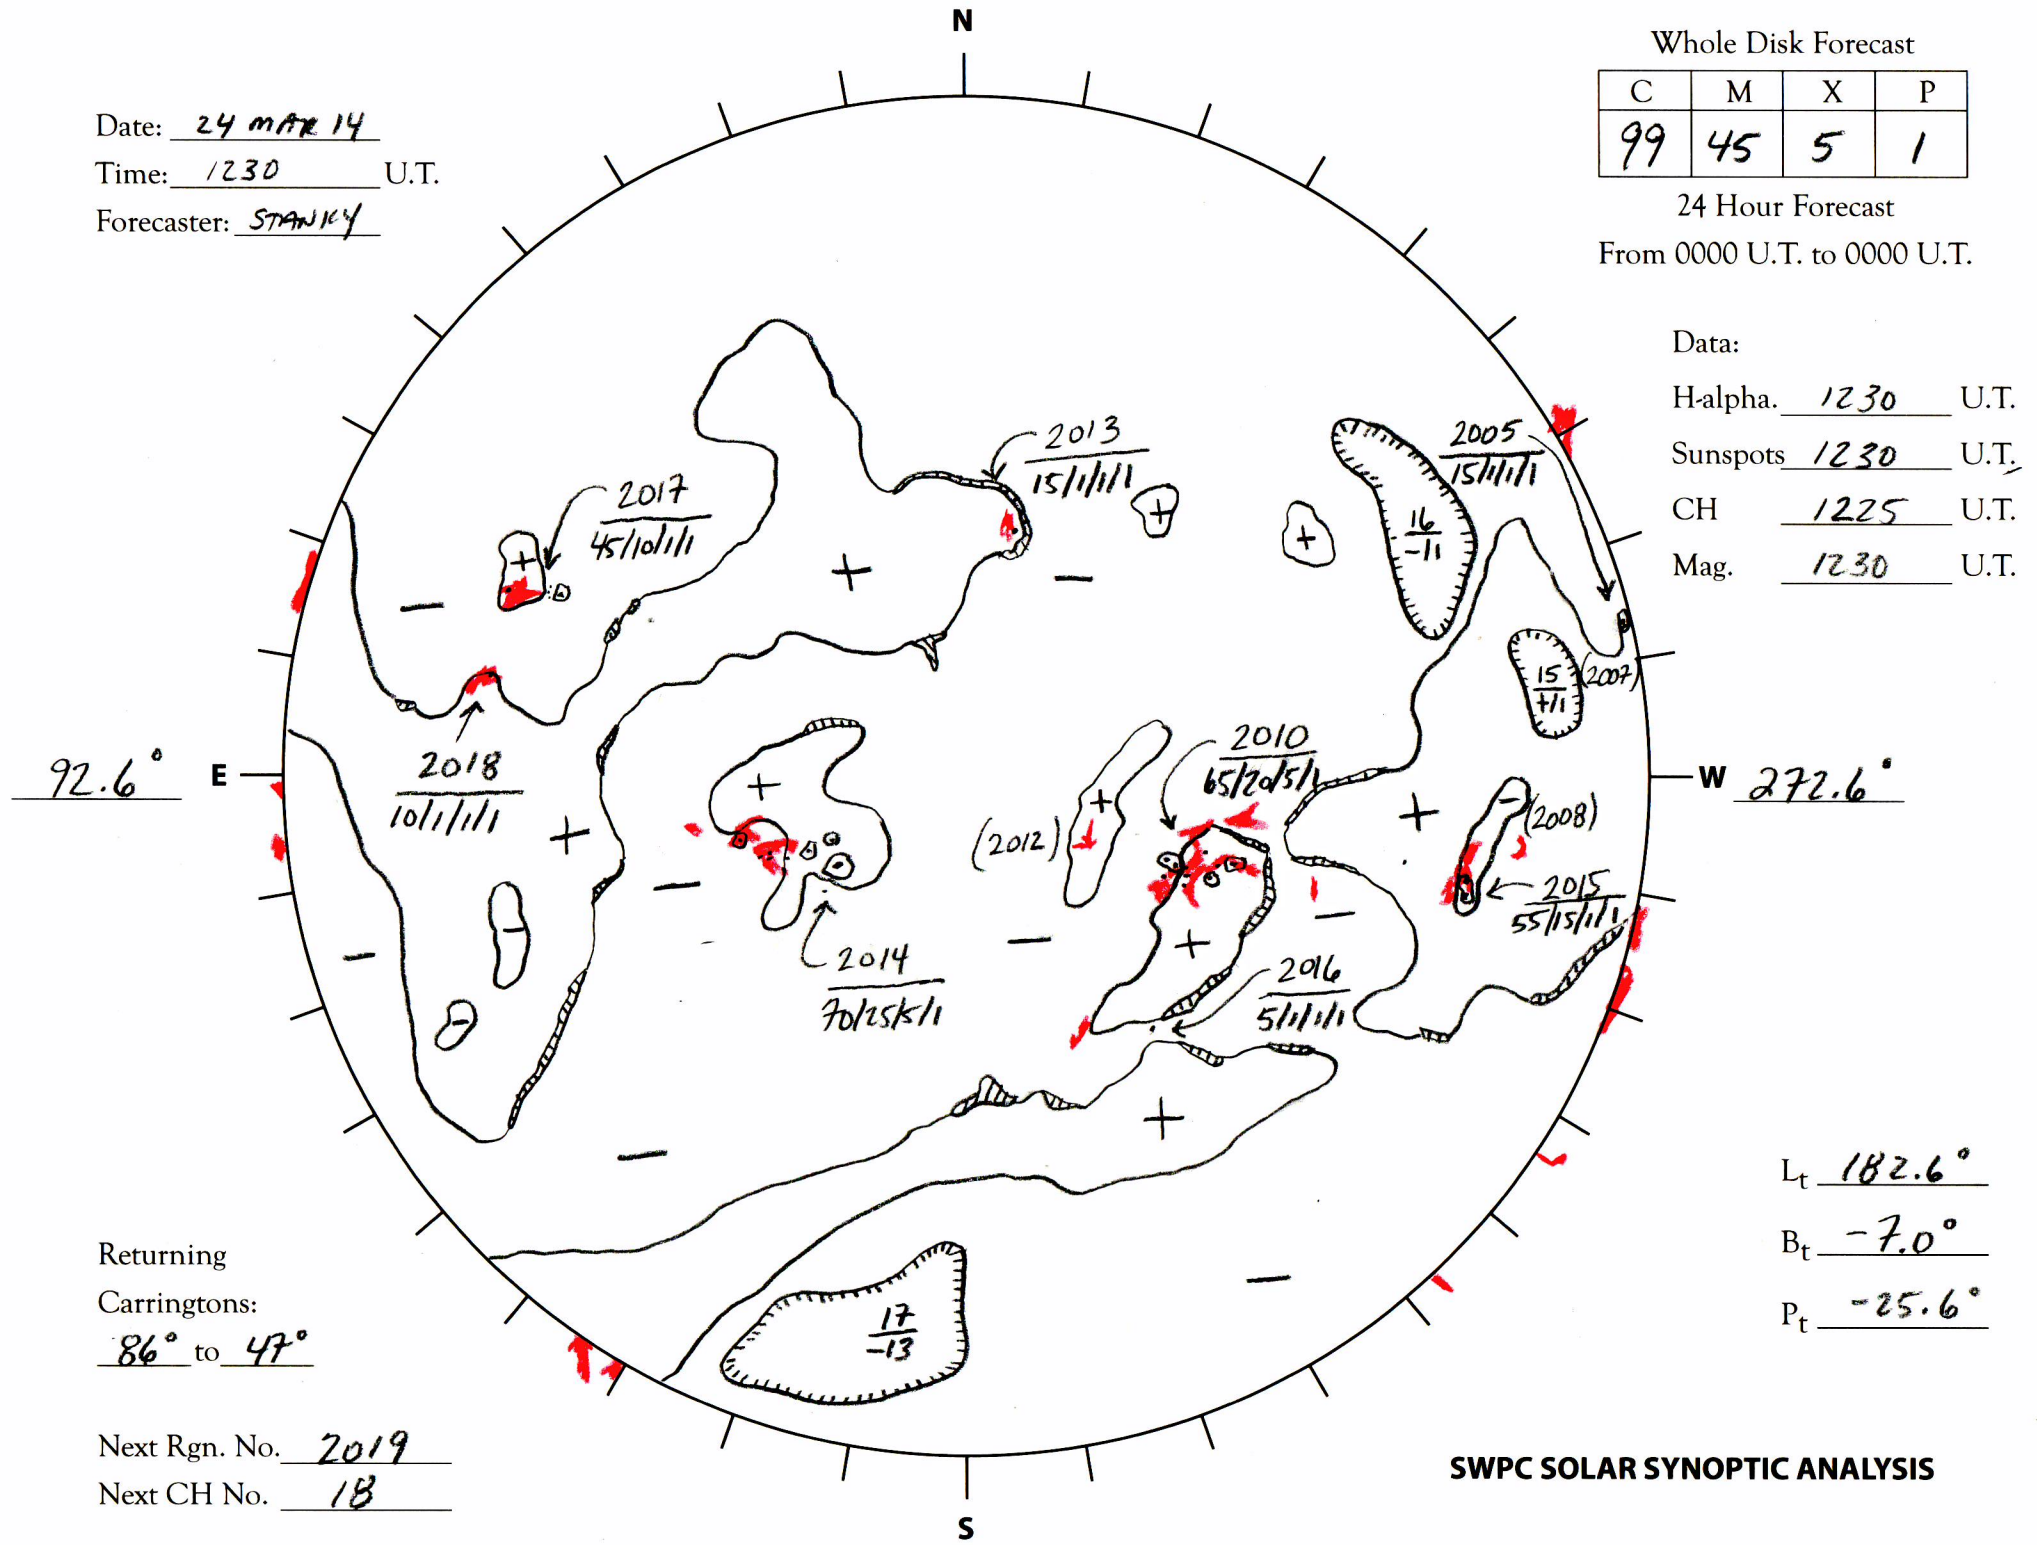 N
Whole Disk Forecast
C M X P
99 45 5 1
24 Hour Forecast
From 0000 U.T. to 0000 U.T.
Date: 24 MAR 14
Time: 1230 U.T.
Forecaster: STANKY
Data:
H-alpha. 1230 U.T.
Sunspots 1230 U.T.
CH 1225 U.T.
Mag. 1230 U.T.
2013
15/1/1/1
2005
15/1/1/1
2017
45/10/1/1
+
16
-/1
+
+
+
-
-
15
+/1
(2007)
2018
10/1/1/1
92.6° E
W 272.6°
2010
65/20/5/1
+
+
+
-
(2008)
+
(2012)
-
2015
55/15/1/1
-
-
-
+
-
-
2014
70/25/5/1
2016
5/1/1/1
-
+
-
Lt 182.6°
Bt -7.0°
Pt -25.6°
-
17
-13
Returning
Carringtons:
86° to 47°
Next Rgn. No. 2019
Next CH No. 18
SWPC SOLAR SYNOPTIC ANALYSIS
S